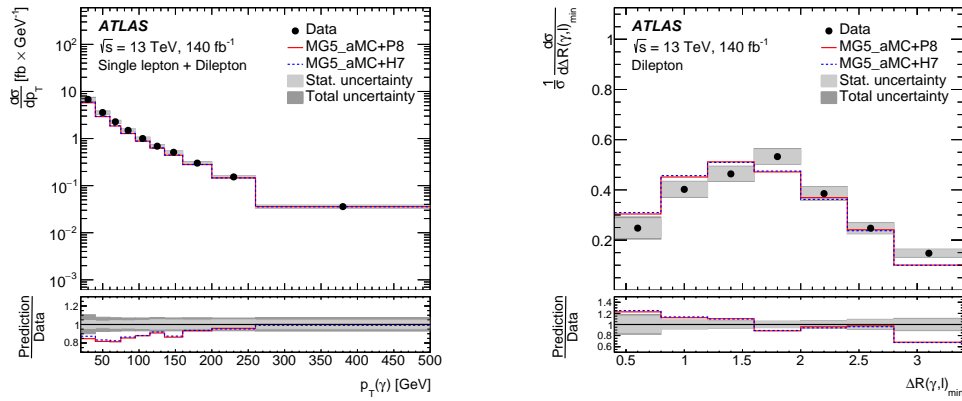 ATLAS
√s = 13 TeV, 140 fb⁻¹
Single lepton + Dilepton
Data
MG5_aMC+P8
MG5_aMC+H7
Stat. uncertainty
Total uncertainty
dσ/dp_T [fb × GeV⁻¹]
10²
10
1
10⁻¹
10⁻²
10⁻³
Prediction
Data
1.2
1
0.8
50 100 150 200 250 300 350 400 450 500
p_T(γ) [GeV]
ATLAS
√s = 13 TeV, 140 fb⁻¹
Dilepton
Data
MG5_aMC+P8
MG5_aMC+H7
Stat. uncertainty
Total uncertainty
1/σ dσ/dΔR(γ,l)_min
1
0.8
0.6
0.4
0.2
Prediction
Data
1.4
1.2
1
0.8
0.6
0.5 1 1.5 2 2.5 3
ΔR(γ,l)_min